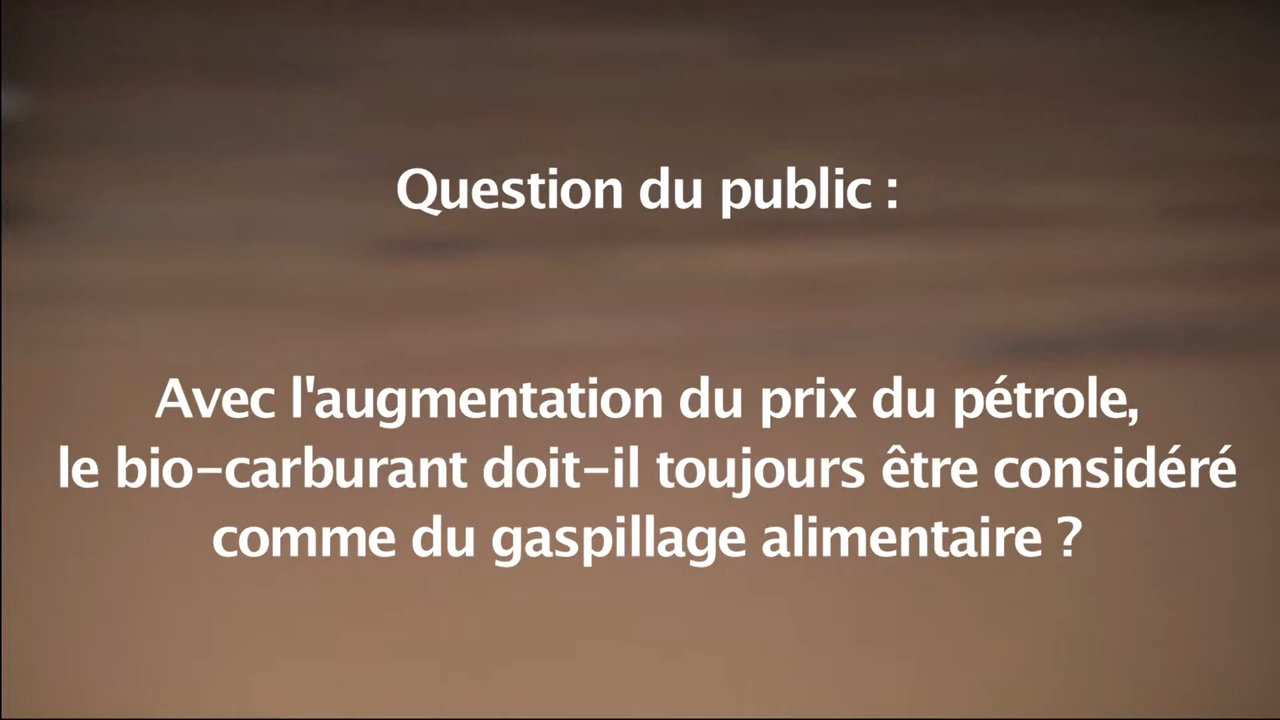 Question du public :
Avec l'augmentation du prix du pétrole,
le bio-carburant doit-il toujours être considéré
comme du gaspillage alimentaire ?